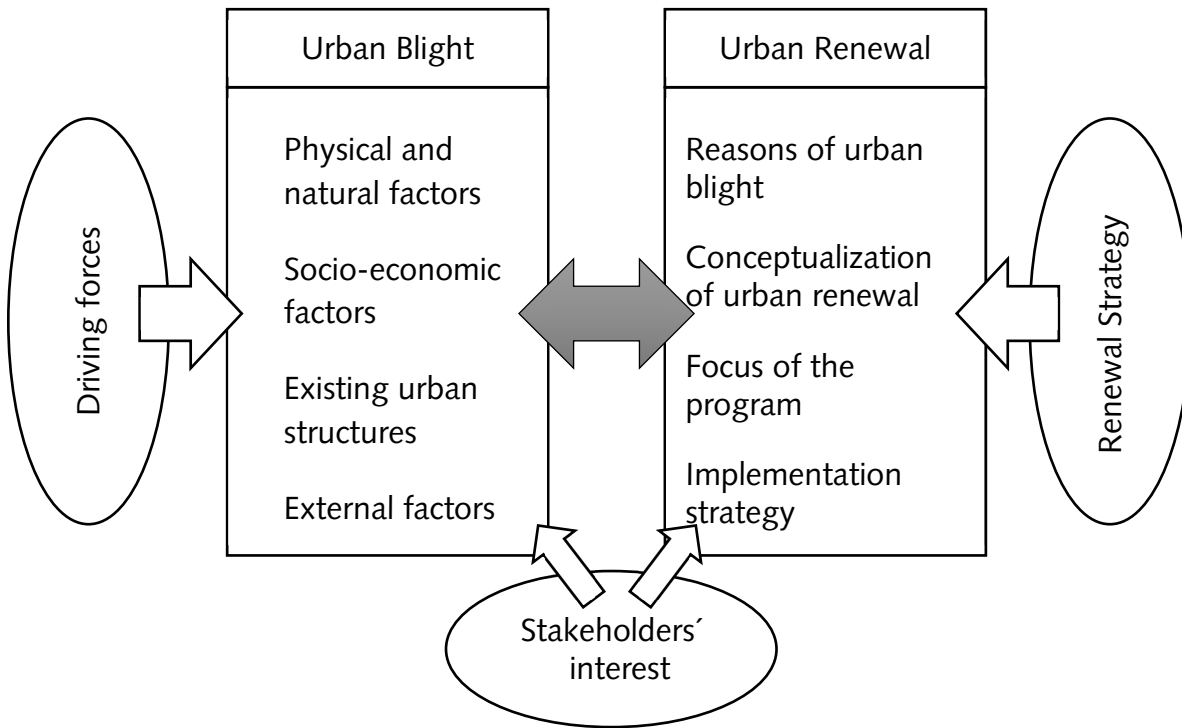 Urban Blight
Physical and
natural factors
Socio-economic
factors
Existing urban
structures
External factors
Urban Renewal
Reasons of urban
blight
Conceptualization
of urban renewal
Focus of the
program
Implementation
strategy
Driving forces
Renewal Strategy
Stakeholders´
interest